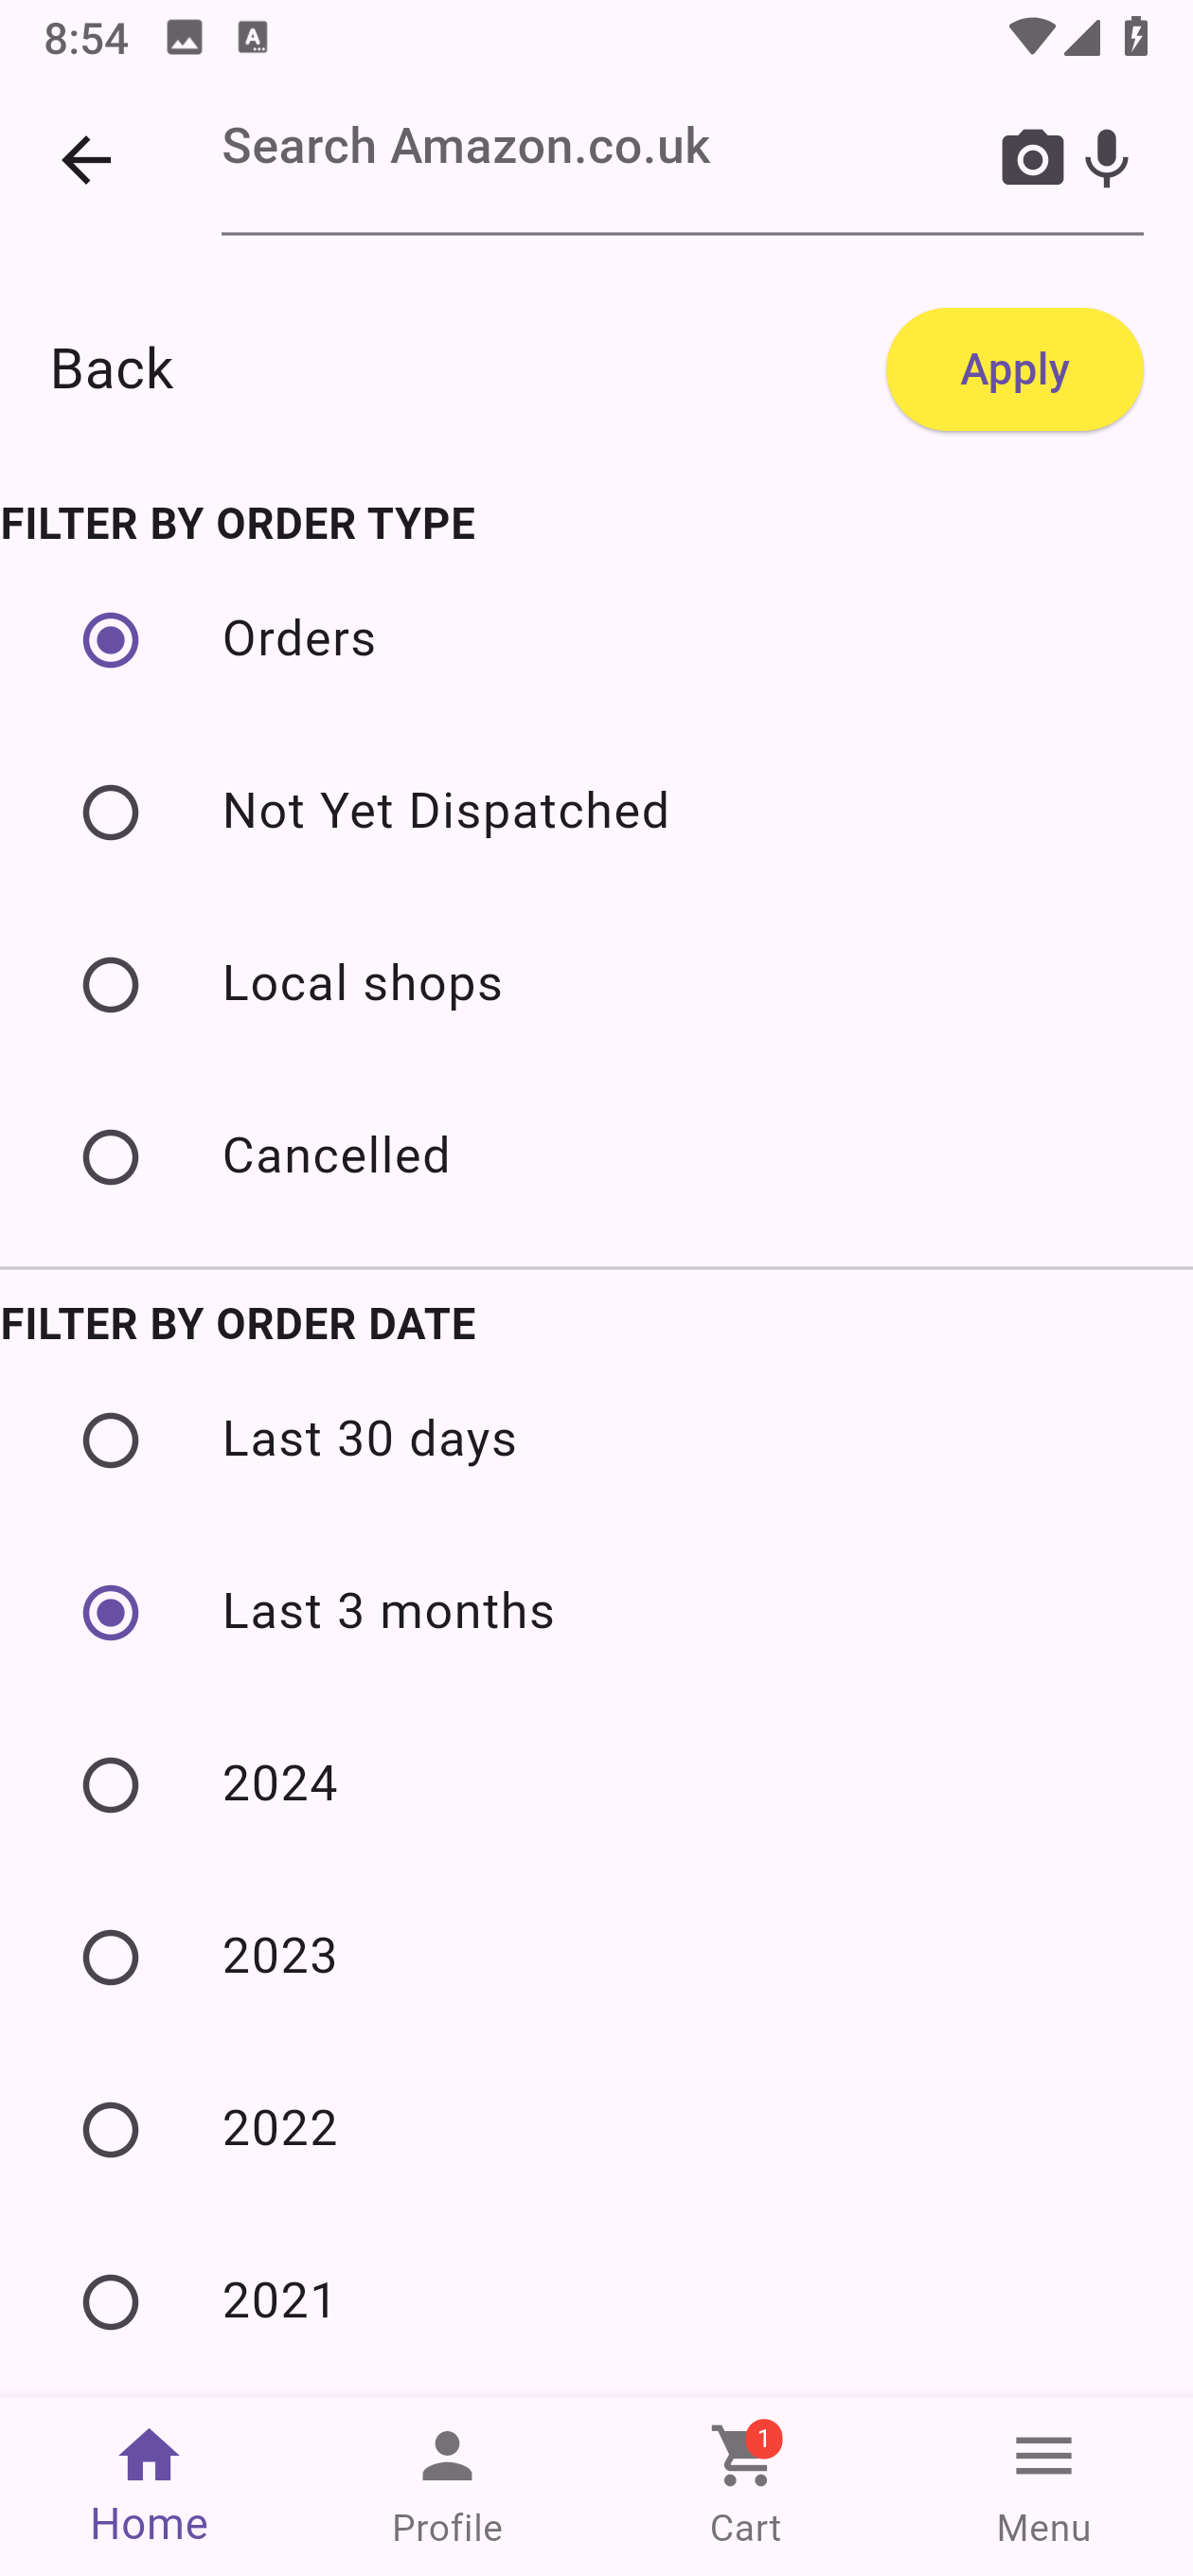 8:54
Search Amazon.co.uk
Back
Apply
FILTER BY ORDER TYPE
Orders
Not Yet Dispatched
Local shops
Cancelled
FILTER BY ORDER DATE
Last 30 days
Last 3 months
2024
2023
2022
2021
1
Home
Profile
Cart
Menu